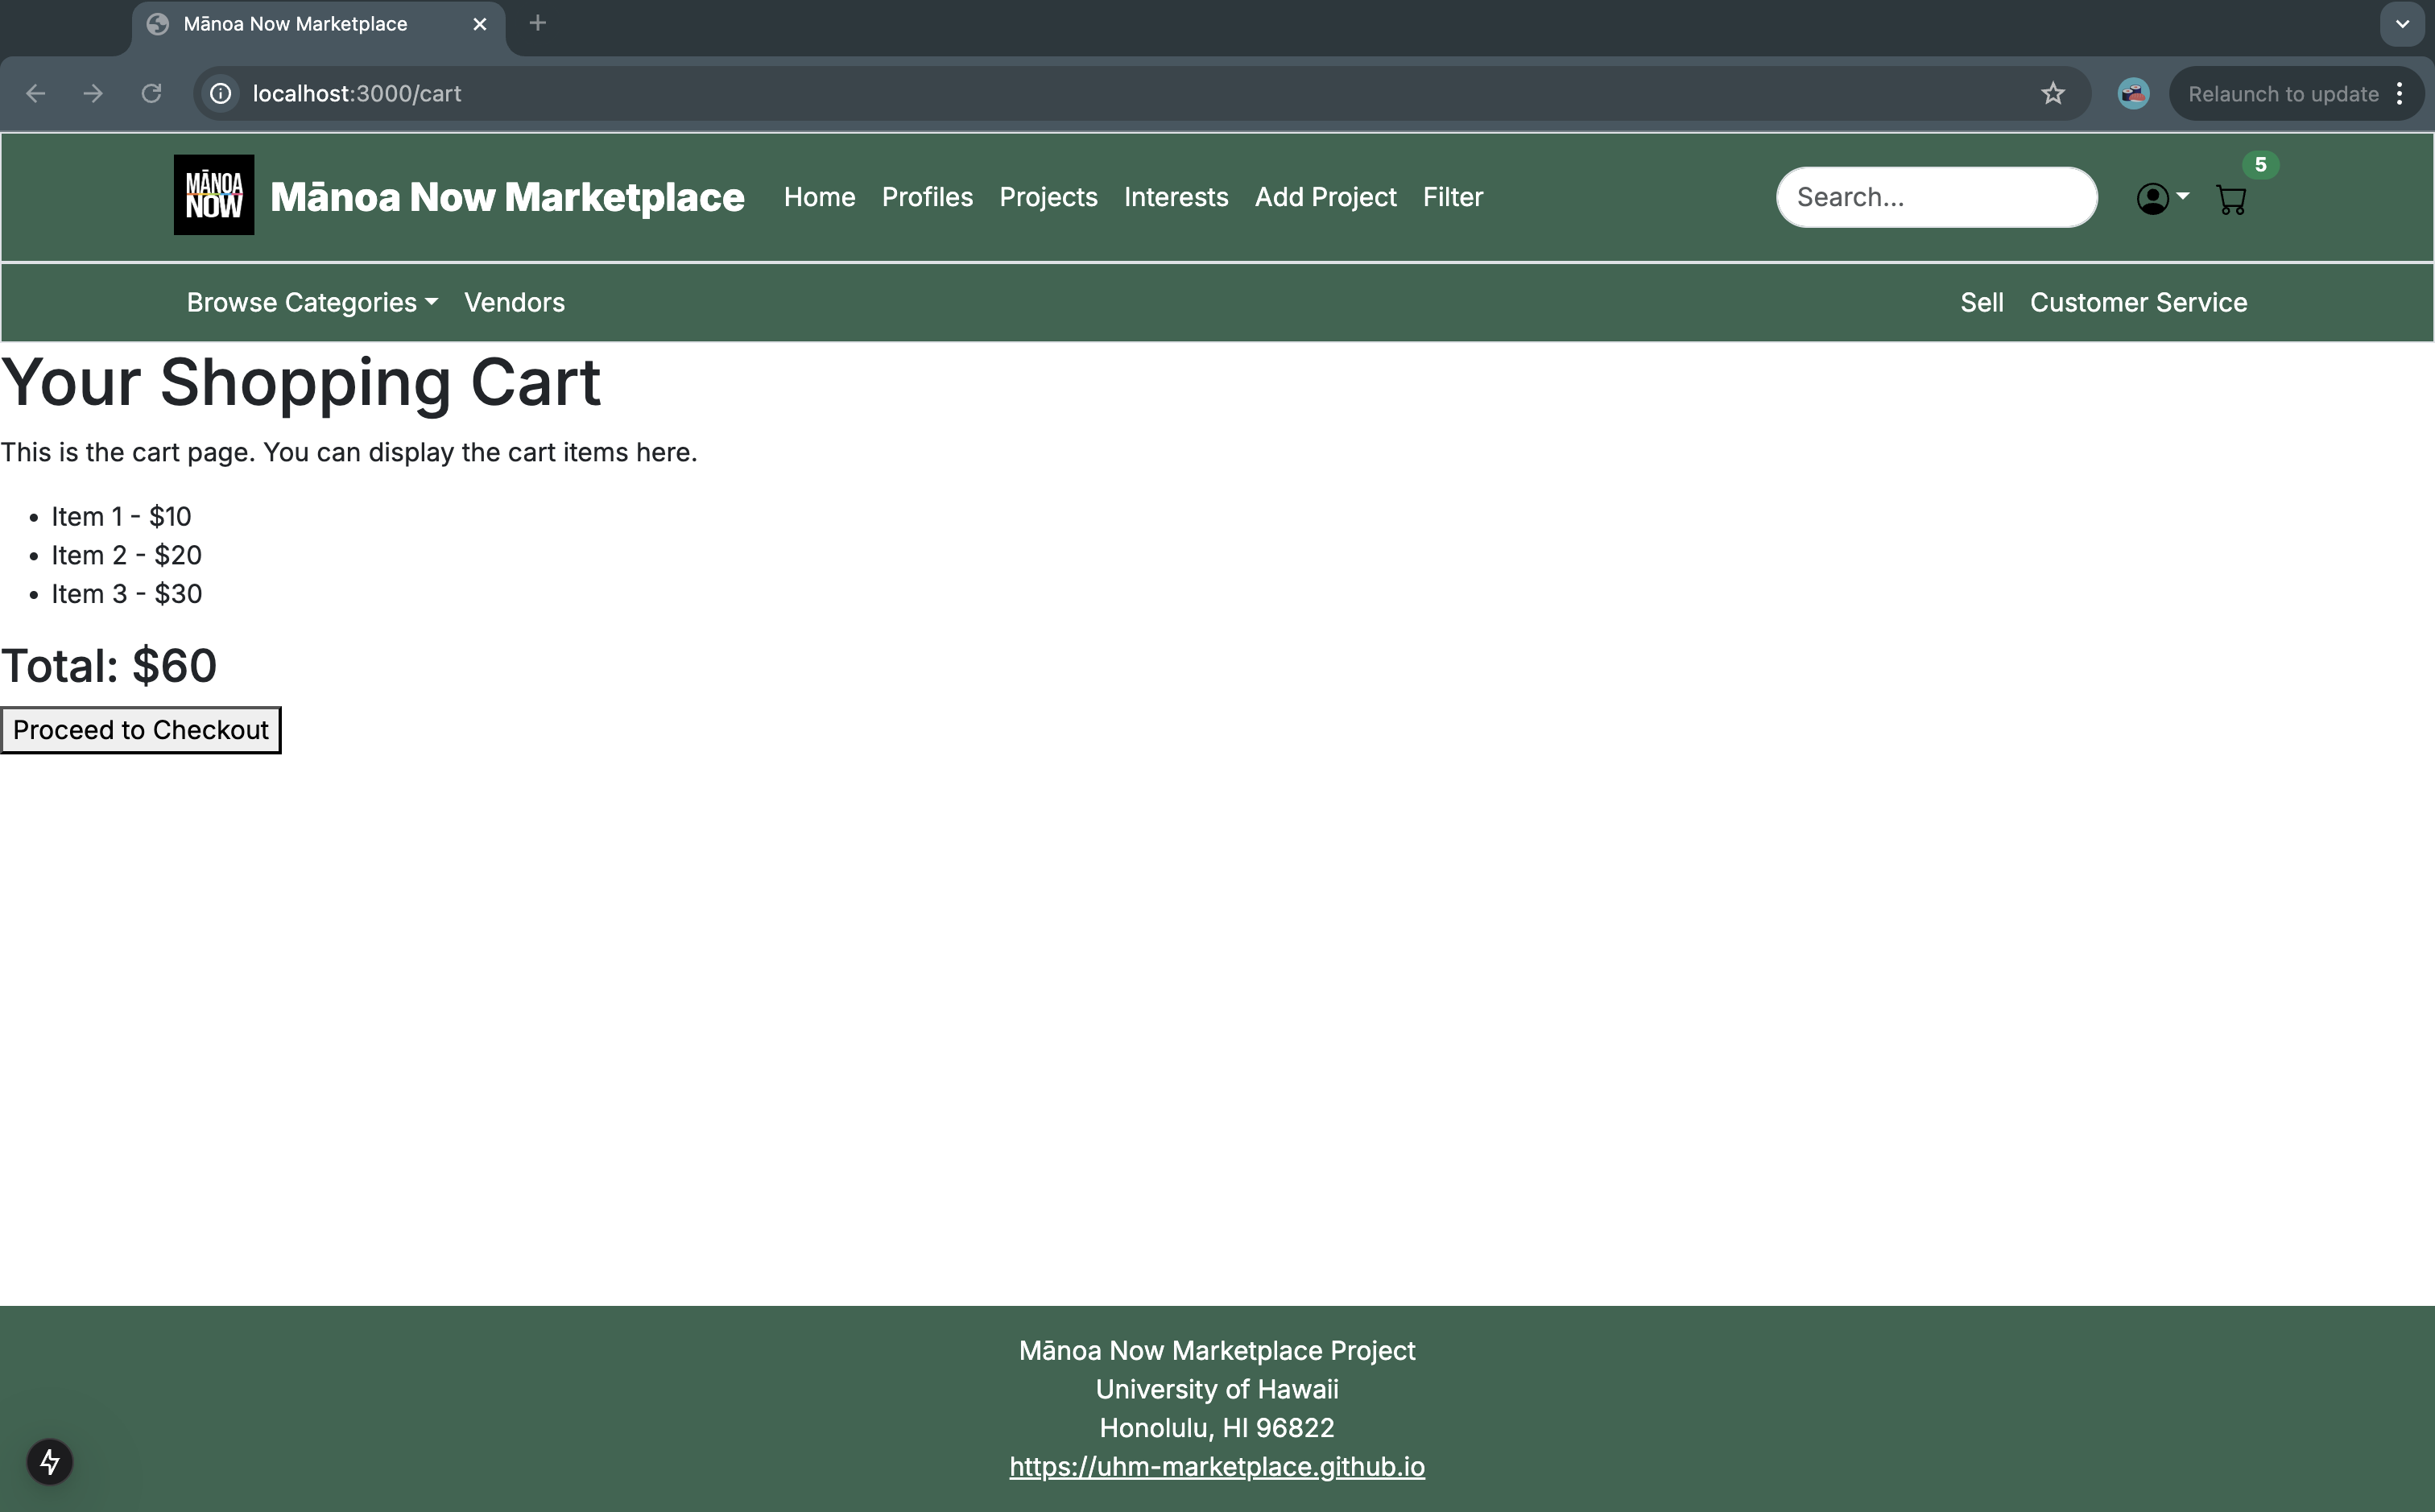 Mānoa Now Marketplace
localhost:3000/cart
Relaunch to update
MĀNOA
NOW
Mānoa Now Marketplace Home Profiles Projects Interests Add Project Filter Search... 5
Browse Categories Vendors Sell Customer Service
Your Shopping Cart
This is the cart page. You can display the cart items here.
• Item 1 - $10
• Item 2 - $20
• Item 3 - $30
Total: $60
Proceed to Checkout
Mānoa Now Marketplace Project
University of Hawaii
Honolulu, HI 96822
https://uhm-marketplace.github.io